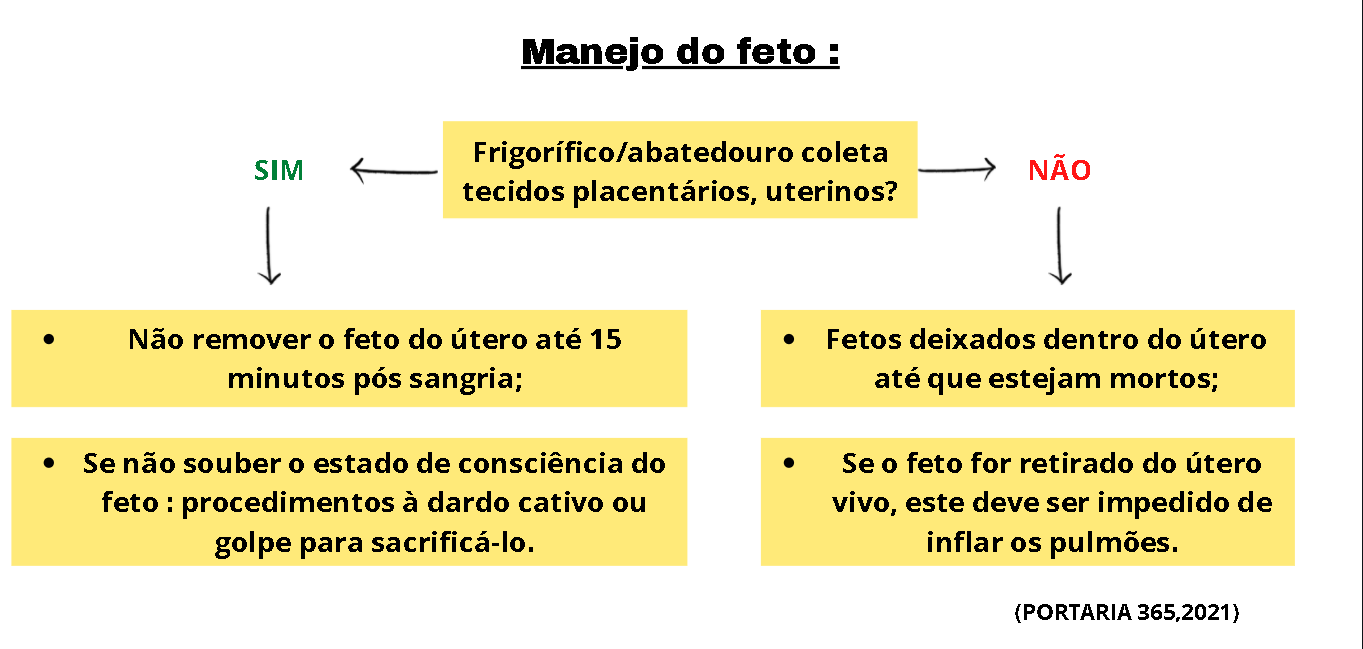 Manejo do feto :
Frigorífico/abatedouro coleta
tecidos placentários, uterinos?
SIM
NÃO
• Não remover o feto do útero até 15
minutos pós sangria;
• Se não souber o estado de consciência do
feto : procedimentos à dardo cativo ou
golpe para sacrificá-lo.
• Fetos deixados dentro do útero
até que estejam mortos;
• Se o feto for retirado do útero
vivo, este deve ser impedido de
inflar os pulmões.
(PORTARIA 365,2021)